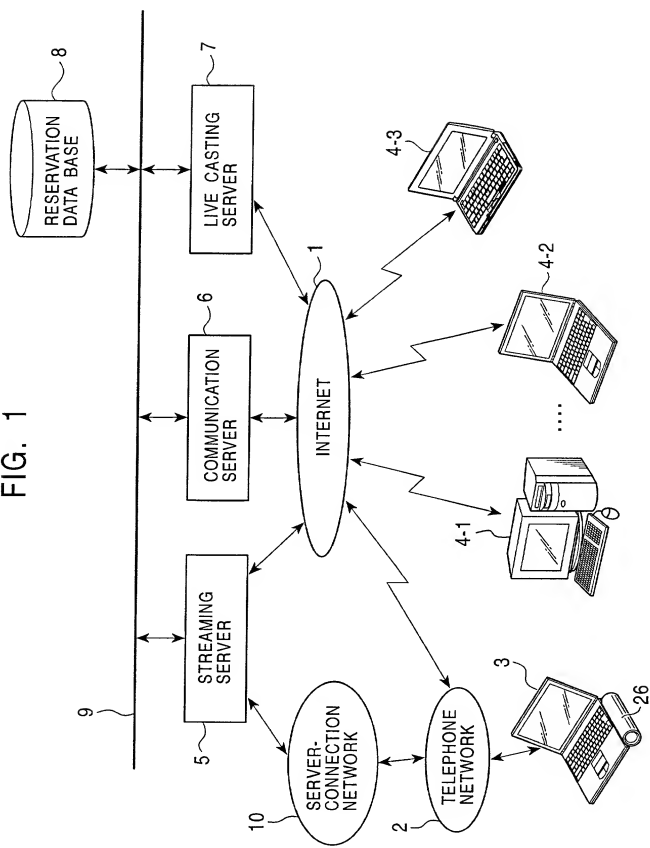 FIG. 1
9
8
RESERVATION
DATA BASE
5
STREAMING
SERVER
6
COMMUNICATION
SERVER
7
LIVE CASTING
SERVER
10
SERVER-
CONNECTION
NETWORK
1
INTERNET
2
TELEPHONE
NETWORK
3
26
4-1
....
4-2
4-3